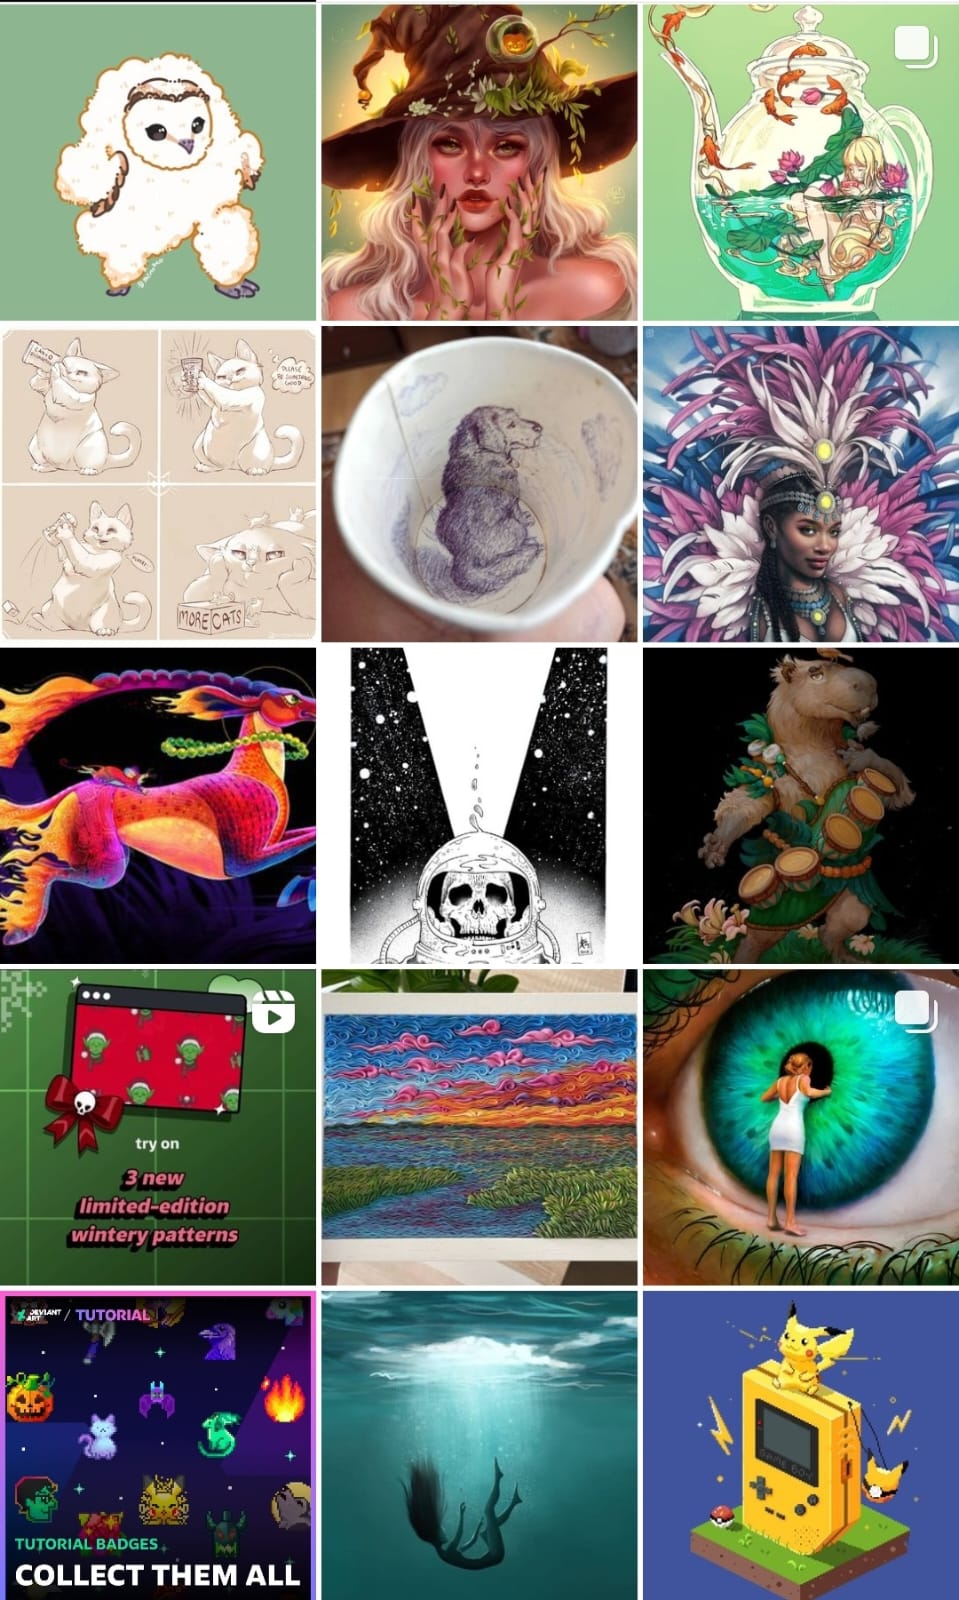 PLEASE
BE SOMETHING
GOOD
MORE CATS
try on
3 new
limited-edition
wintery patterns
DEVIANT
ART / TUTORIAL
GAME BOY
TUTORIAL BADGES
COLLECT THEM ALL